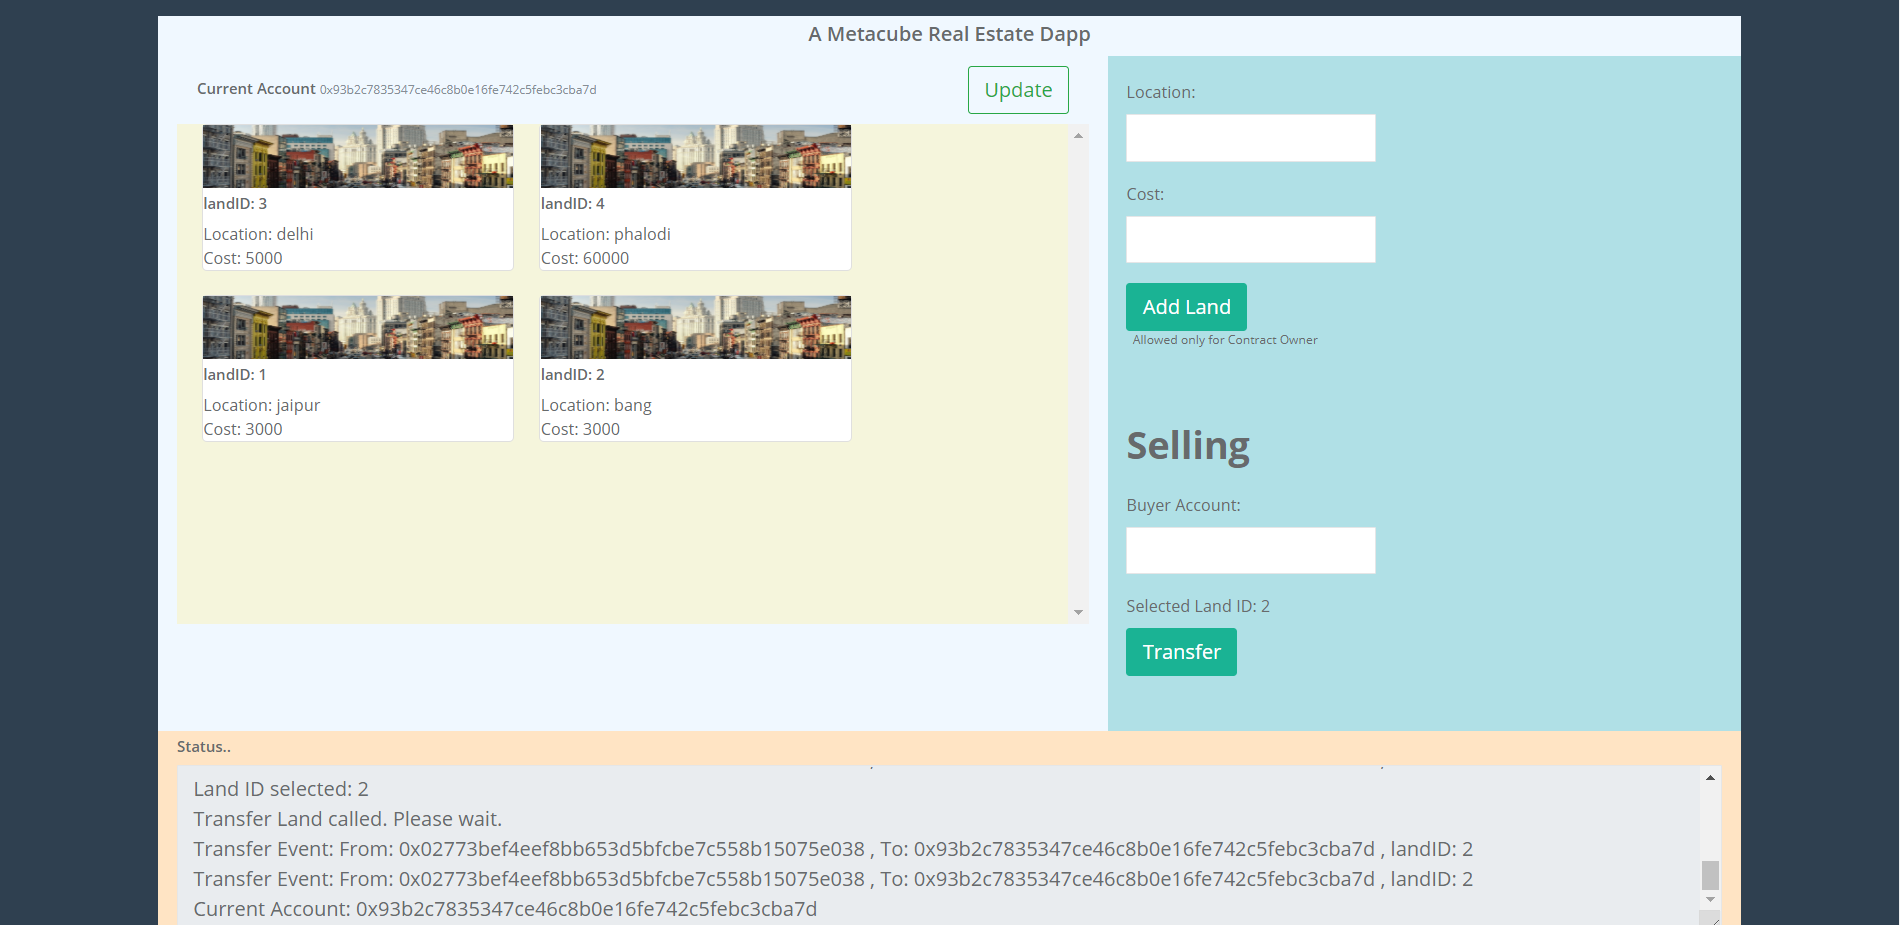 A Metacube Real Estate Dapp
Current Account 0x93b2c7835347ce46c8b0e16fe742c5febc3cba7d
Update
landID: 3
Location: delhi
Cost: 5000
landID: 4
Location: phalodi
Cost: 60000
landID: 1
Location: jaipur
Cost: 3000
landID: 2
Location: bang
Cost: 3000
Location:
Cost:
Add Land
Allowed only for Contract Owner
Selling
Buyer Account:
Selected Land ID: 2
Transfer
Status..
Land ID selected: 2
Transfer Land called. Please wait.
Transfer Event: From: 0x02773bef4eef8bb653d5bfcbe7c558b15075e038 , To: 0x93b2c7835347ce46c8b0e16fe742c5febc3cba7d , landID: 2
Transfer Event: From: 0x02773bef4eef8bb653d5bfcbe7c558b15075e038 , To: 0x93b2c7835347ce46c8b0e16fe742c5febc3cba7d , landID: 2
Current Account: 0x93b2c7835347ce46c8b0e16fe742c5febc3cba7d